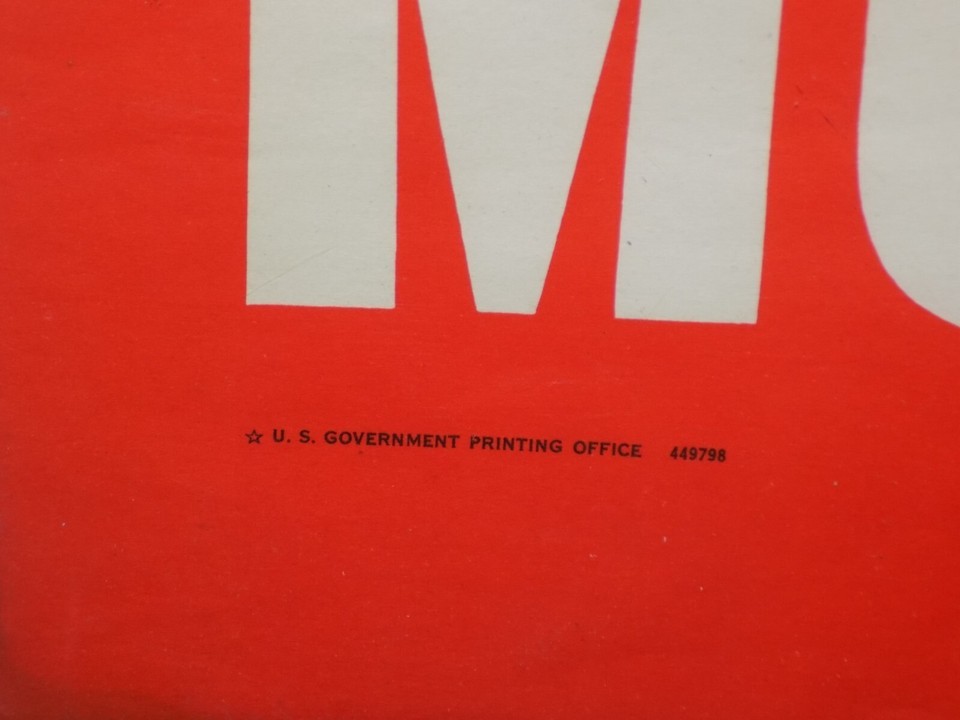 M
☆ U. S. GOVERNMENT PRINTING OFFICE 449798